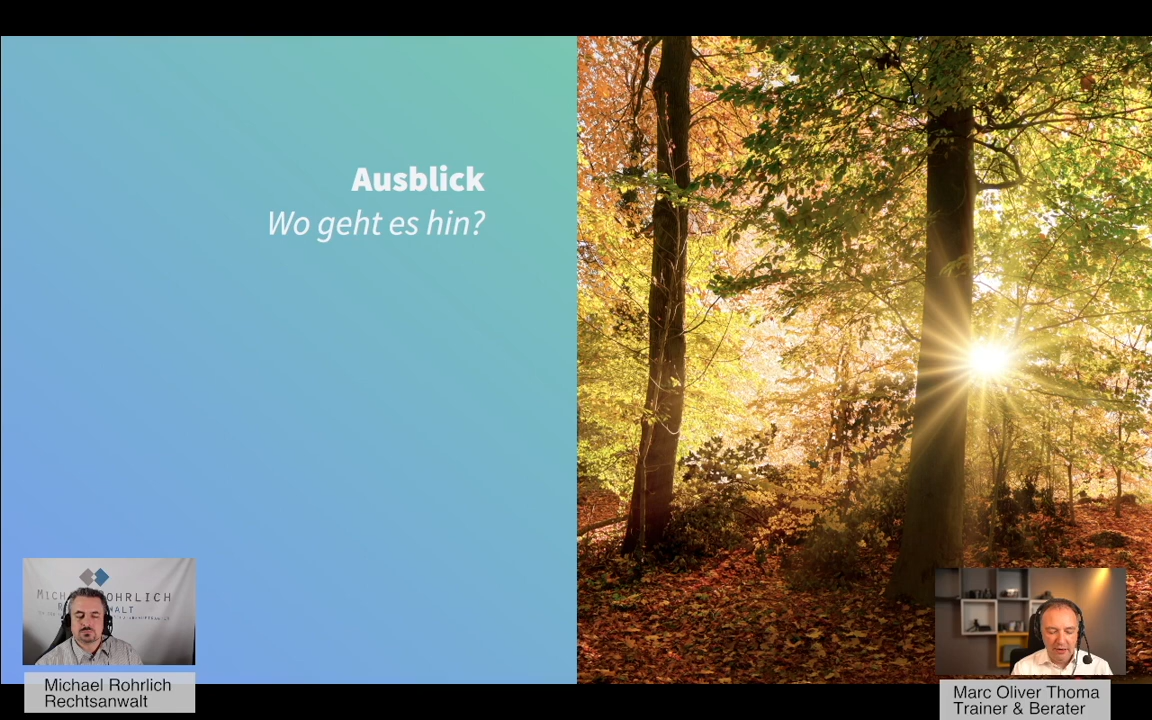 Ausblick
Wo geht es hin?
Michael Rohrlich
Rechtsanwalt
Marc Oliver Thoma
Trainer & Berater